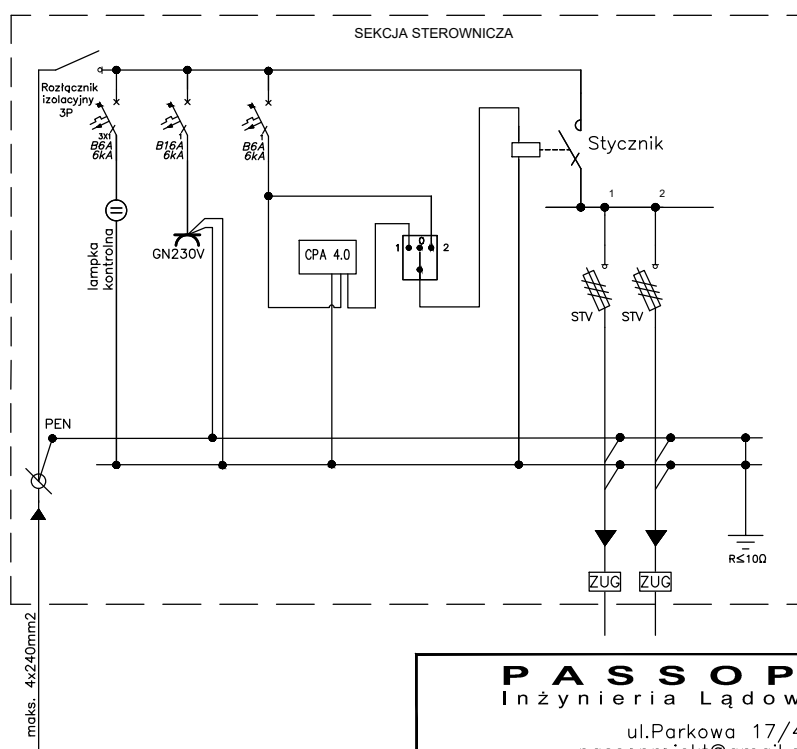 SEKCJA STEROWNICZA
Rozłącznik
izolacyjny
3P
3X1
B6A
6kA
1
B16A
6kA
1
B6A
6kA
Stycznik
1 2
lampka
kontrolna
GN230V
CPA 4.0
1 0 2
STV STV
PEN
R≤10Ω
ZUG ZUG
maks. 4x240mm2
PASSOP
Inżynieria Lądow
ul.Parkowa 17/4